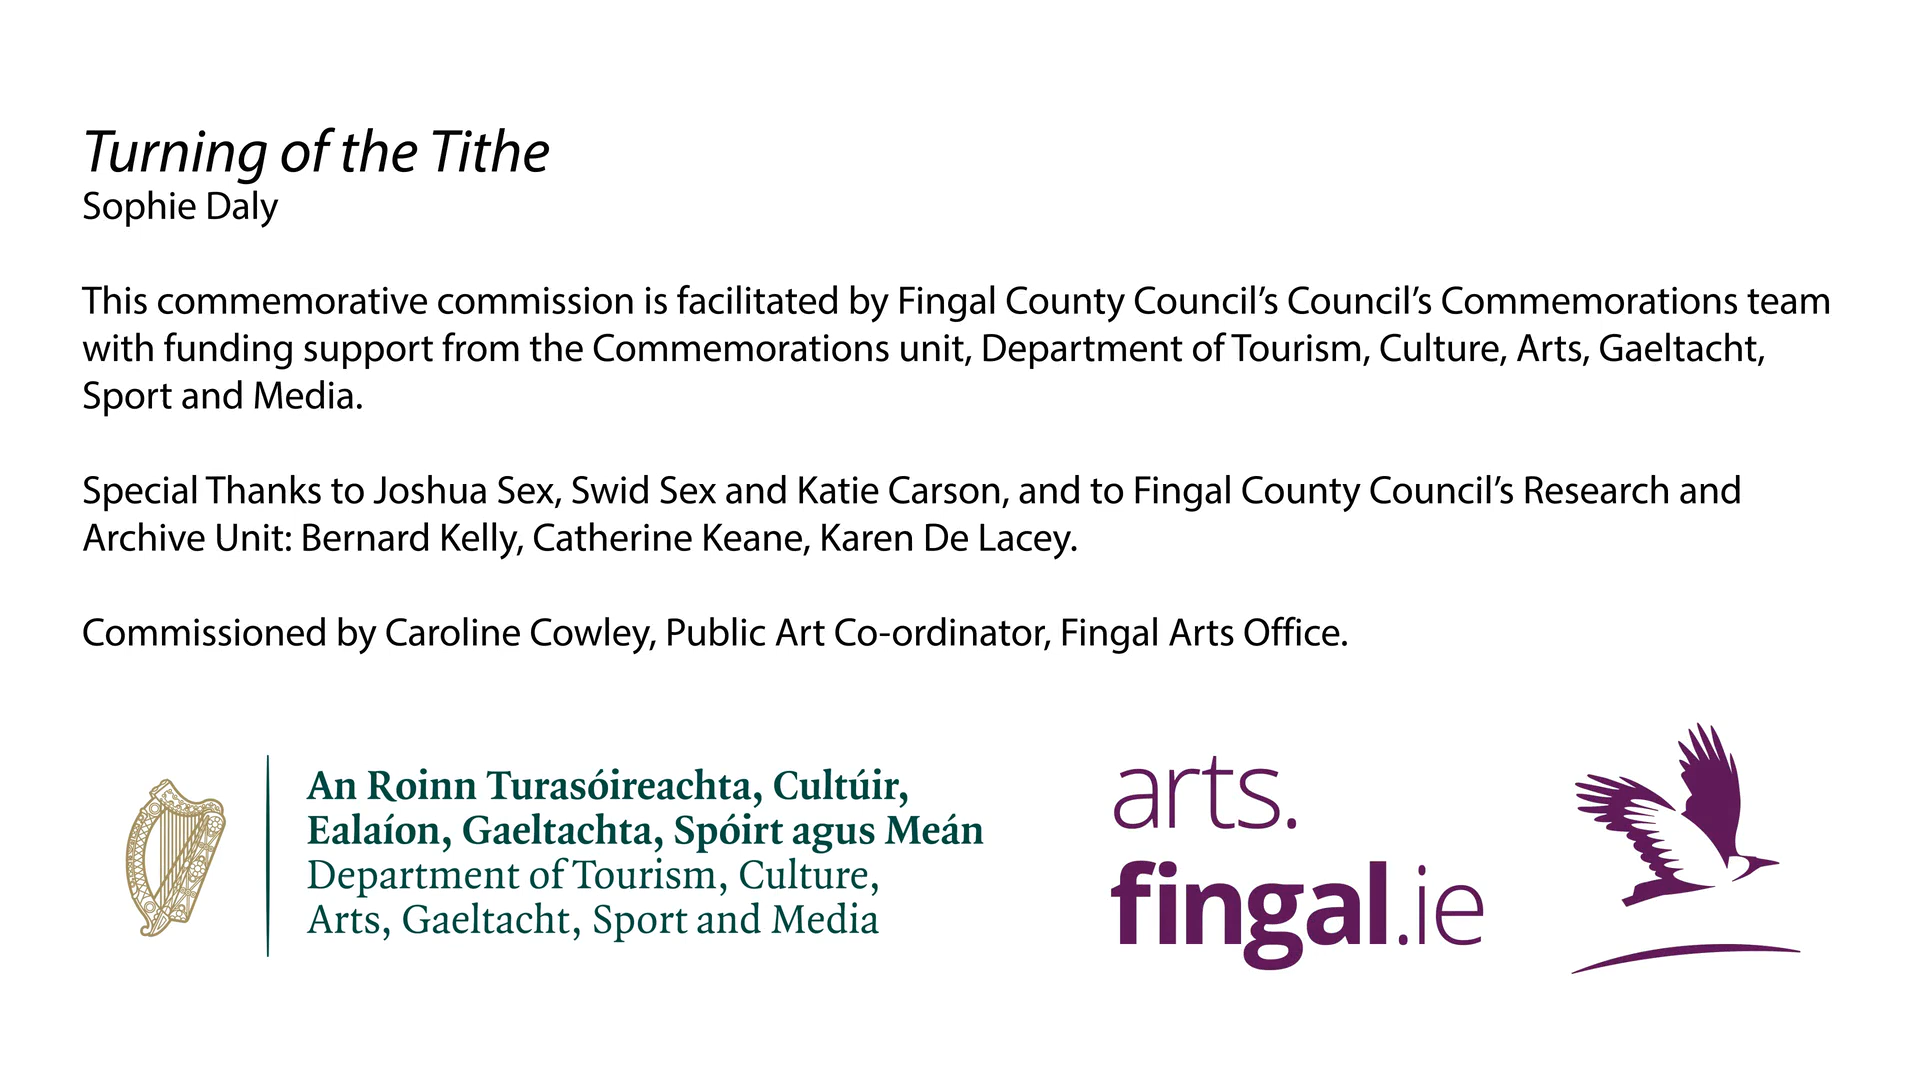 Turning of the Tithe
Sophie Daly
This commemorative commission is facilitated by Fingal County Council’s Council’s Commemorations team
with funding support from the Commemorations unit, Department of Tourism, Culture, Arts, Gaeltacht,
Sport and Media.
Special Thanks to Joshua Sex, Swid Sex and Katie Carson, and to Fingal County Council’s Research and
Archive Unit: Bernard Kelly, Catherine Keane, Karen De Lacey.
Commissioned by Caroline Cowley, Public Art Co-ordinator, Fingal Arts Office.
An Roinn Turasóireachta, Cultúir,
Ealaíon, Gaeltachta, Spóirt agus Meán
Department of Tourism, Culture,
Arts, Gaeltacht, Sport and Media
arts.
fingal.ie